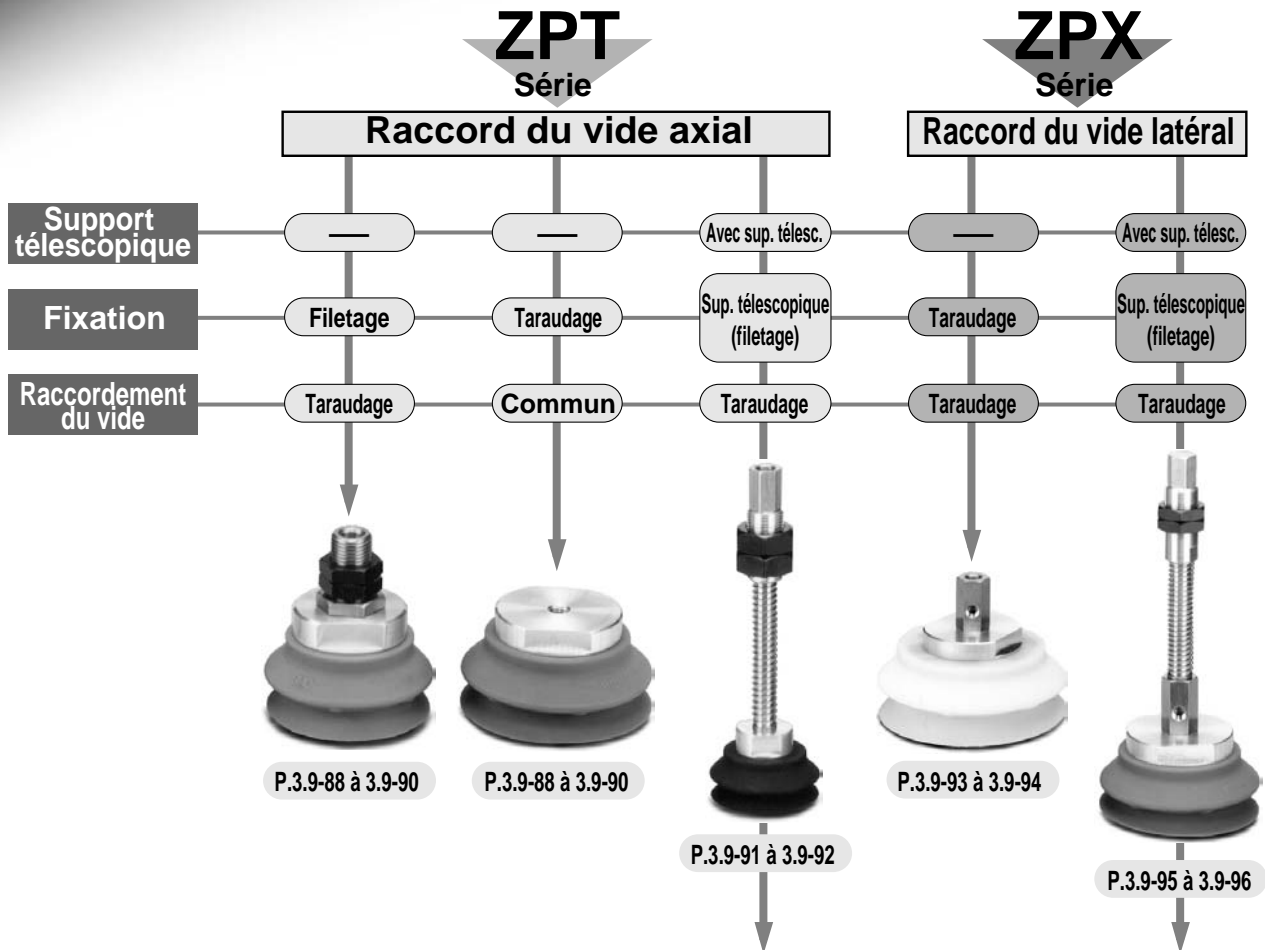 ZPT
Série
ZPX
Série
Raccord du vide axial
Raccord du vide latéral
Support
télescopique
—
—
Avec sup. télesc.
—
Avec sup. télesc.
Fixation
Filetage
Taraudage
Sup. télescopique
(filetage)
Taraudage
Sup. télescopique
(filetage)
Raccordement
du vide
Taraudage
Commun
Taraudage
Taraudage
Taraudage
P.3.9-88 à 3.9-90
P.3.9-88 à 3.9-90
P.3.9-91 à 3.9-92
P.3.9-93 à 3.9-94
P.3.9-95 à 3.9-96